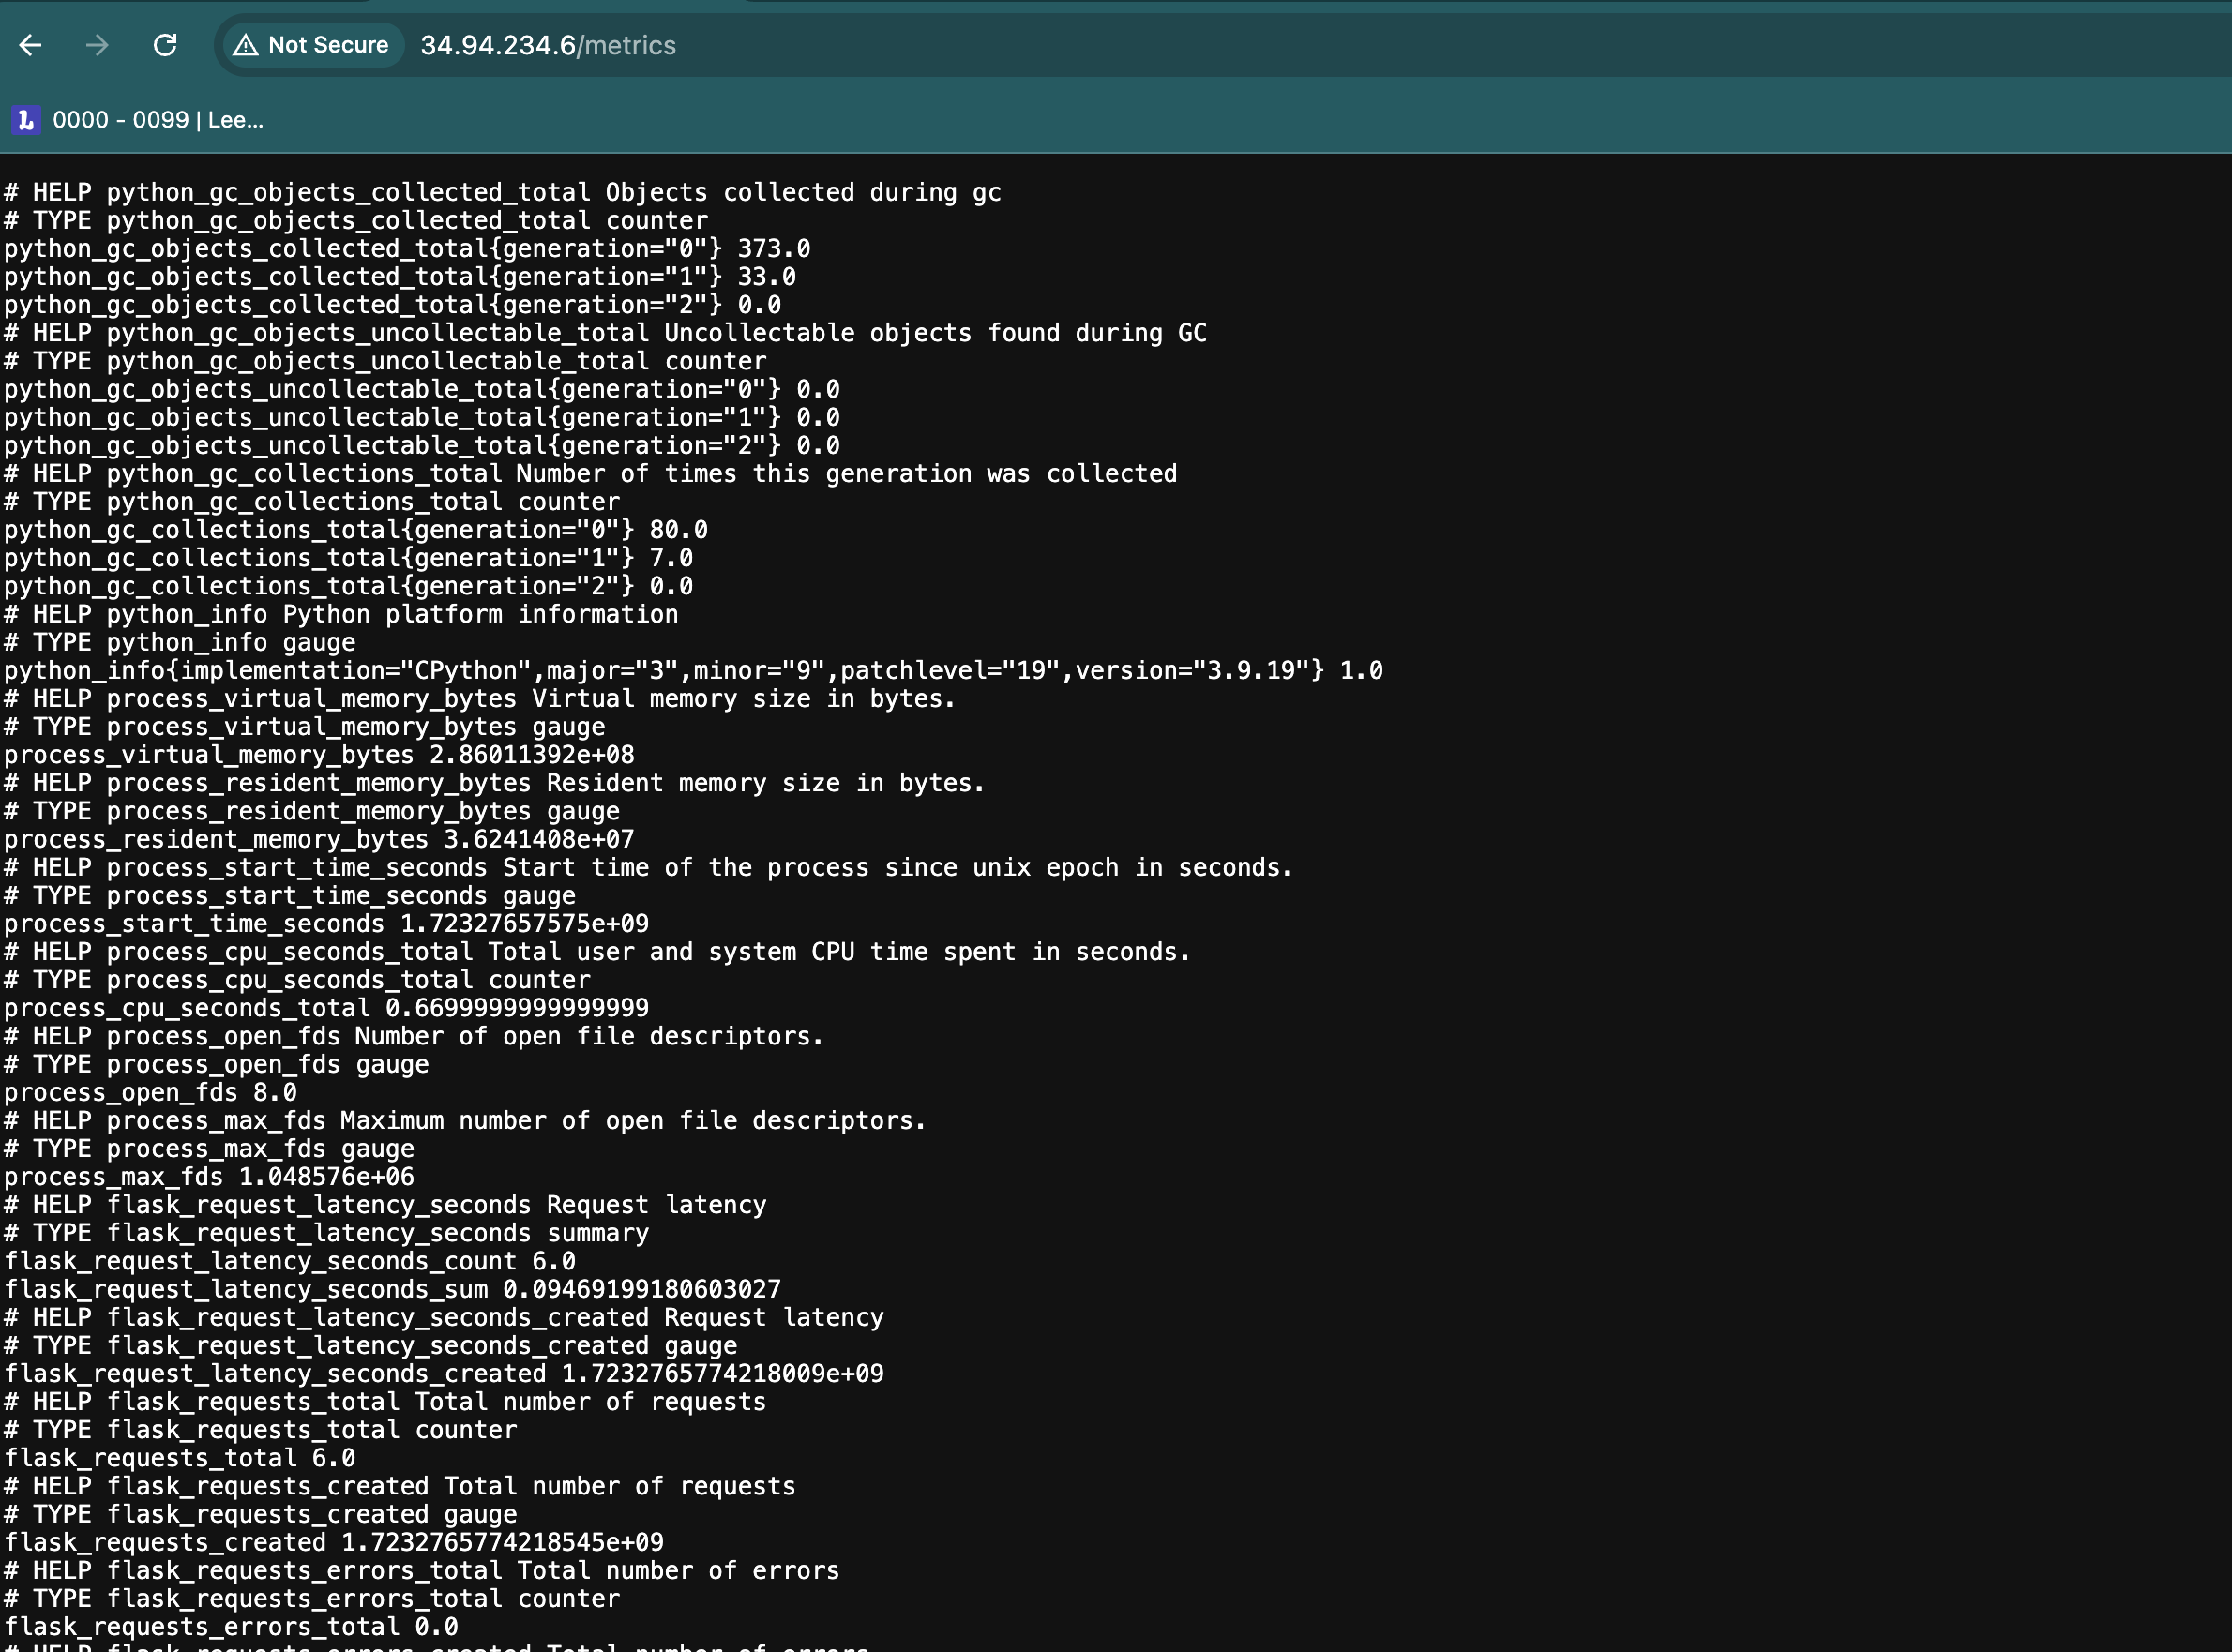 Not Secure 34.94.234.6/metrics
0000 - 0099 | Lee...
# HELP python_gc_objects_collected_total Objects collected during gc
# TYPE python_gc_objects_collected_total counter
python_gc_objects_collected_total{generation="0"} 373.0
python_gc_objects_collected_total{generation="1"} 33.0
python_gc_objects_collected_total{generation="2"} 0.0
# HELP python_gc_objects_uncollectable_total Uncollectable objects found during GC
# TYPE python_gc_objects_uncollectable_total counter
python_gc_objects_uncollectable_total{generation="0"} 0.0
python_gc_objects_uncollectable_total{generation="1"} 0.0
python_gc_objects_uncollectable_total{generation="2"} 0.0
# HELP python_gc_collections_total Number of times this generation was collected
# TYPE python_gc_collections_total counter
python_gc_collections_total{generation="0"} 80.0
python_gc_collections_total{generation="1"} 7.0
python_gc_collections_total{generation="2"} 0.0
# HELP python_info Python platform information
# TYPE python_info gauge
python_info{implementation="CPython",major="3",minor="9",patchlevel="19",version="3.9.19"} 1.0
# HELP process_virtual_memory_bytes Virtual memory size in bytes.
# TYPE process_virtual_memory_bytes gauge
process_virtual_memory_bytes 2.86011392e+08
# HELP process_resident_memory_bytes Resident memory size in bytes.
# TYPE process_resident_memory_bytes gauge
process_resident_memory_bytes 3.6241408e+07
# HELP process_start_time_seconds Start time of the process since unix epoch in seconds.
# TYPE process_start_time_seconds gauge
process_start_time_seconds 1.72327657575e+09
# HELP process_cpu_seconds_total Total user and system CPU time spent in seconds.
# TYPE process_cpu_seconds_total counter
process_cpu_seconds_total 0.6699999999999999
# HELP process_open_fds Number of open file descriptors.
# TYPE process_open_fds gauge
process_open_fds 8.0
# HELP process_max_fds Maximum number of open file descriptors.
# TYPE process_max_fds gauge
process_max_fds 1.048576e+06
# HELP flask_request_latency_seconds Request latency
# TYPE flask_request_latency_seconds summary
flask_request_latency_seconds_count 6.0
flask_request_latency_seconds_sum 0.09469199180603027
# HELP flask_request_latency_seconds_created Request latency
# TYPE flask_request_latency_seconds_created gauge
flask_request_latency_seconds_created 1.7232765774218009e+09
# HELP flask_requests_total Total number of requests
# TYPE flask_requests_total counter
flask_requests_total 6.0
# HELP flask_requests_created Total number of requests
# TYPE flask_requests_created gauge
flask_requests_created 1.7232765774218545e+09
# HELP flask_requests_errors_total Total number of errors
# TYPE flask_requests_errors_total counter
flask_requests_errors_total 0.0
# HELP flask_requests_errors_created Total number of errors